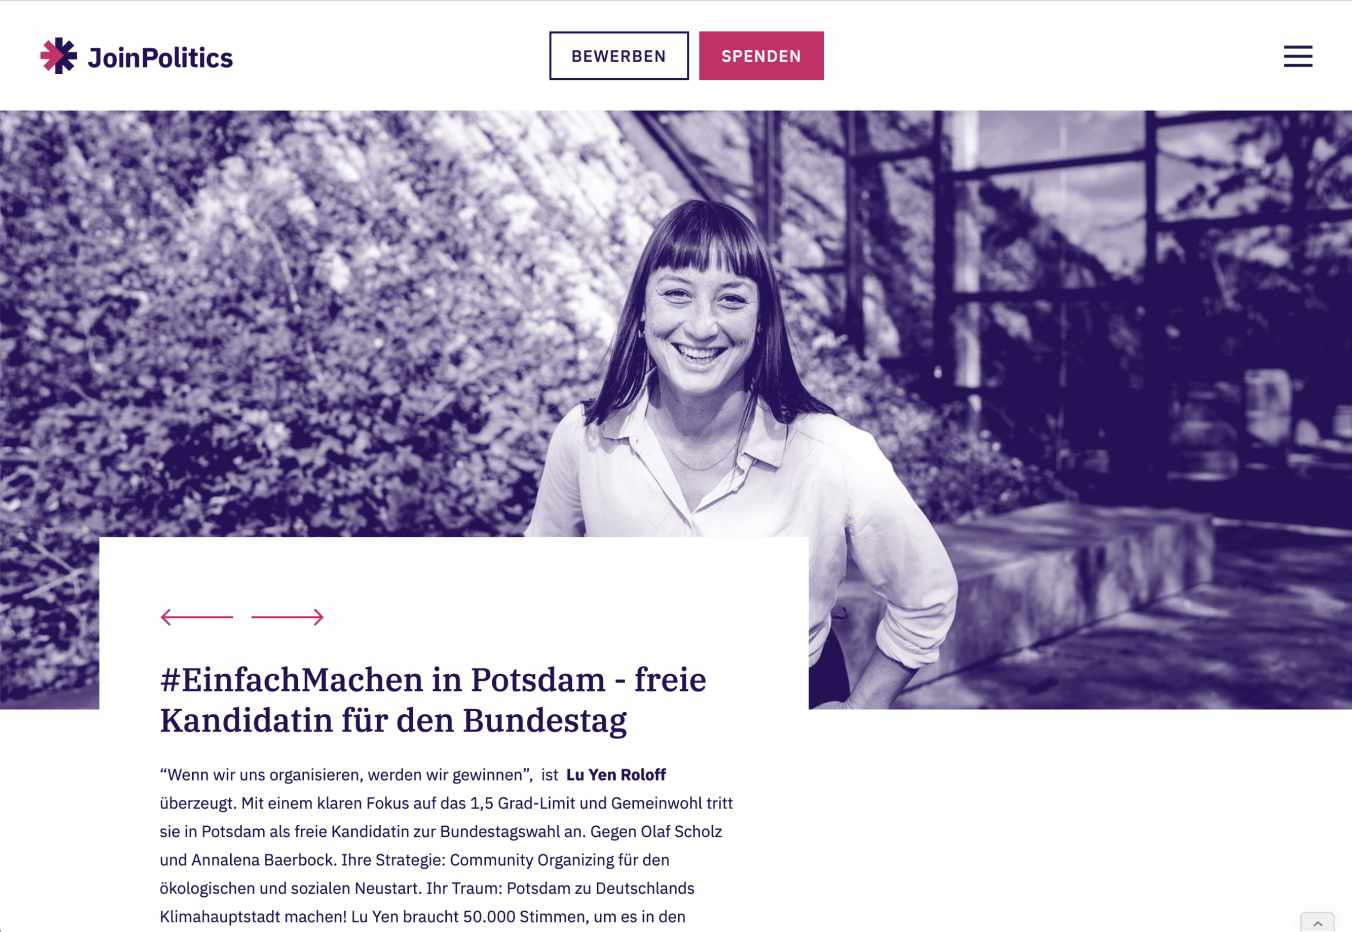 JoinPolitics
BEWERBEN
SPENDEN
#EinfachMachen in Potsdam - freie
Kandidatin für den Bundestag
“Wenn wir uns organisieren, werden wir gewinnen”, ist Lu Yen Roloff
überzeugt. Mit einem klaren Fokus auf das 1,5 Grad-Limit und Gemeinwohl tritt
sie in Potsdam als freie Kandidatin zur Bundestagswahl an. Gegen Olaf Scholz
und Annalena Baerbock. Ihre Strategie: Community Organizing für den
ökologischen und sozialen Neustart. Ihr Traum: Potsdam zu Deutschlands
Klimahauptstadt machen! Lu Yen braucht 50.000 Stimmen, um es in den